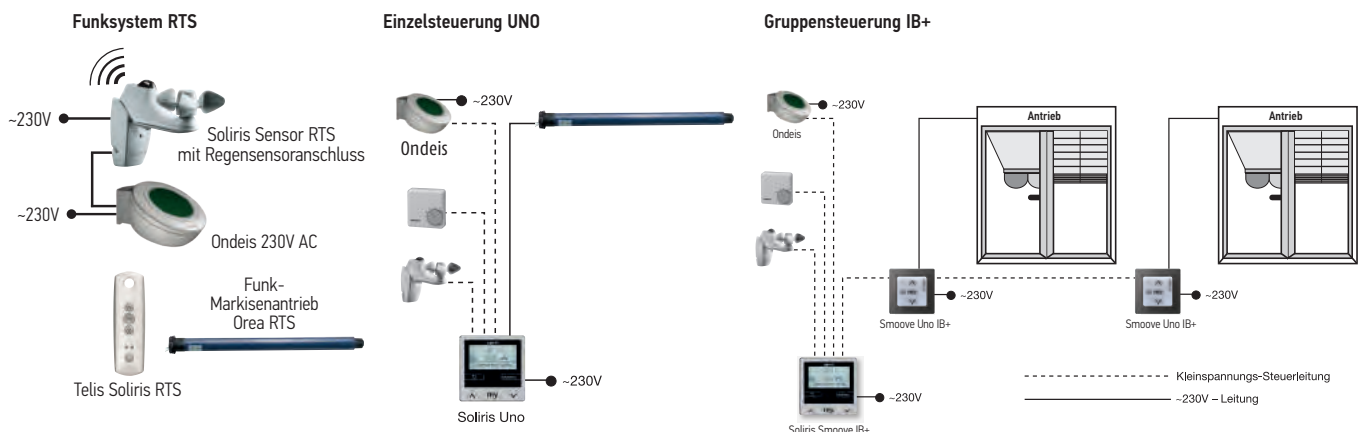 Funksystem RTS
~230V
Soliris Sensor RTS
mit Regensensoranschluss
~230V
Ondeis 230V AC
Funk-
Markisenantrieb
Orea RTS
Telis Soliris RTS
Einzelsteuerung UNO
~230V
Ondeis
~230V
Soliris Uno
Gruppensteuerung IB+
~230V
Ondeis
Antrieb
Antrieb
~230V
Smoove Uno IB+
~230V
Smoove Uno IB+
~230V
Soliris Smoove IB+
Kleinspannungs-Steuerleitung
~230V – Leitung